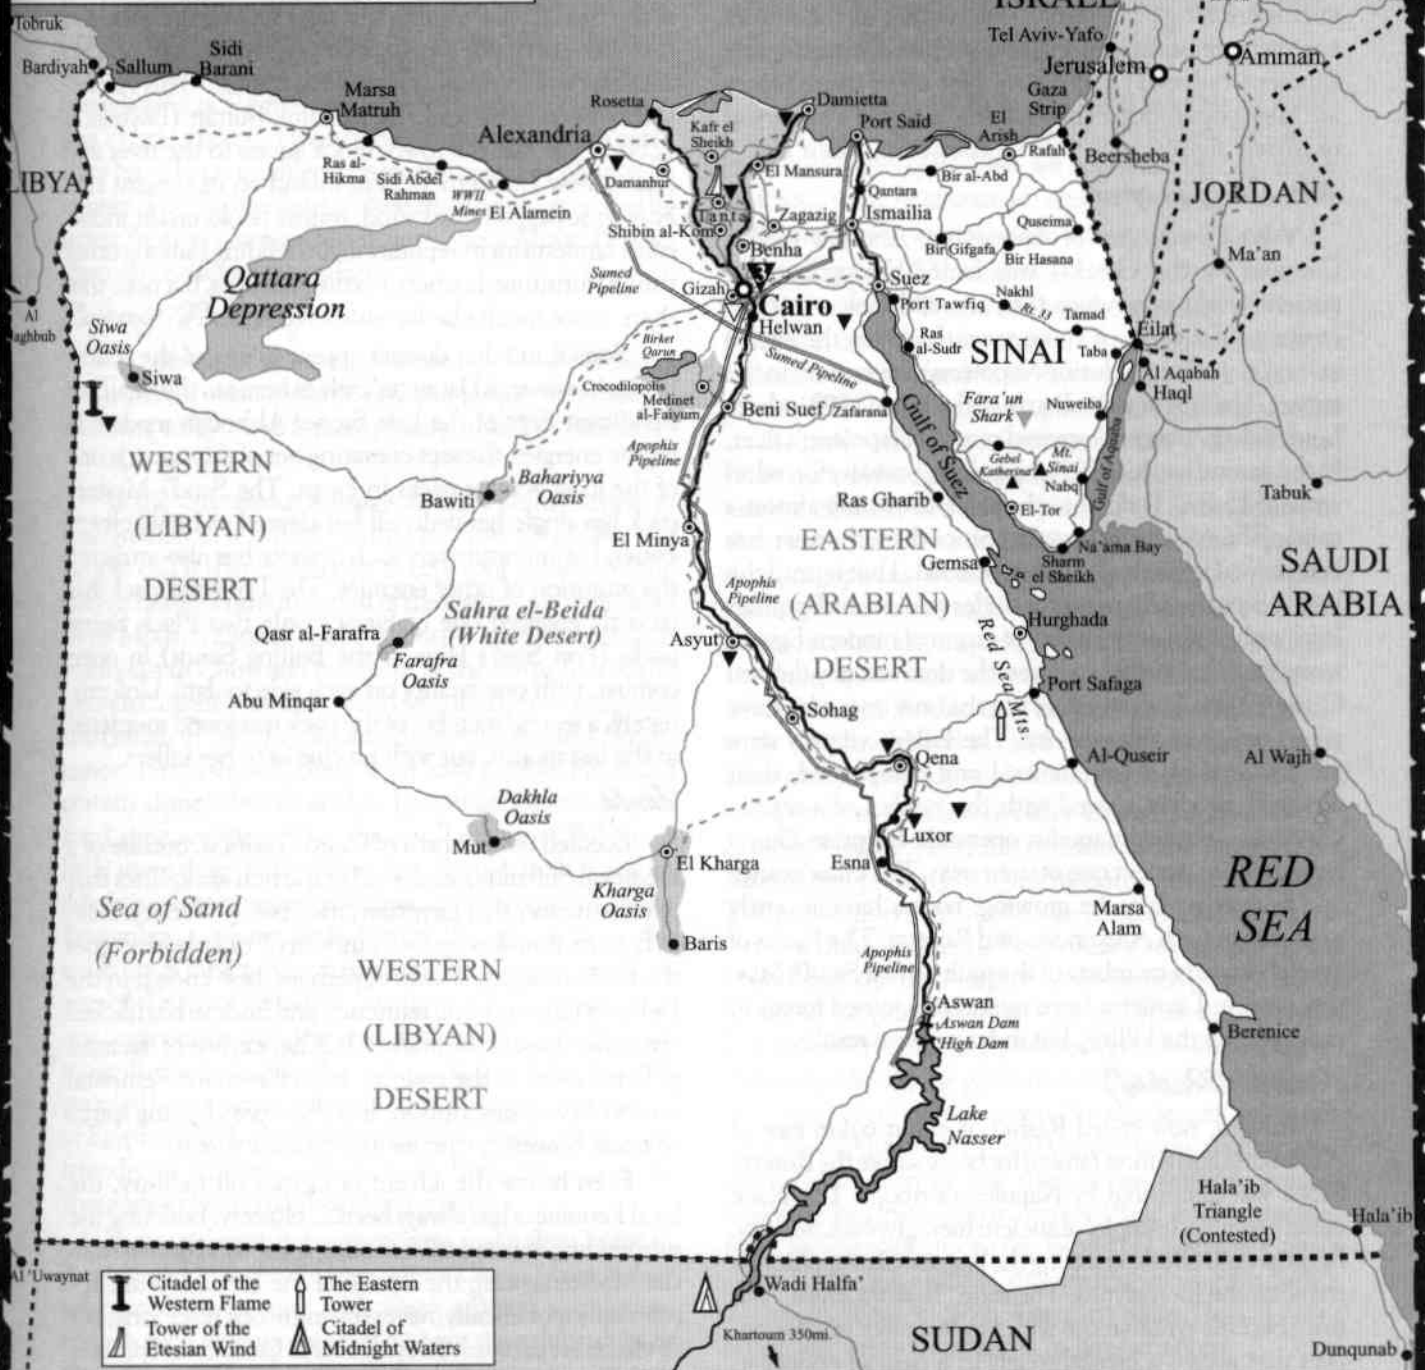 ISRAEL
Tobruk
Tel Aviv-Yafo
Amman
Bardiyah
Sallum
Sidi
Barani
Jerusalem
Marsa
Matruh
Rosetta
Damietta
Gaza
Strip
Alexandria
Kafr el
Sheikh
Port Said
El
Arish
Rafah
Beersheba
LIBYA
Ras al-
Hikma
Sidi Abdel
Rahman
WWII
Mines
El Alamein
Damanhur
El Mansura
Bir al-Abd
JORDAN
Qantara
Tanta
Zagazig
Ismailia
Quseima
Shibin al-Kom
Benha
Bir Gifgafa
Bir Hasana
Ma'an
Qattara
Depression
Sumed
Pipeline
Gizah
Suez
Cairo
Port Tawfiq
Nakhl
Rt. 33
Tamad
Al
aghbub
Siwa
Oasis
Helwan
Ras
al-Sudr
SINAI
Taba
Eilat
Birket
Qarun
Sumed Pipeline
Siwa
Crocodilopolis
Medinet
al-Faiyum
Al Aqabah
Haql
Beni Suef
Zafarana
Fara'un
Shark
Nuweiba
Gulf of Suez
Gulf of Aqaba
WESTERN
(LIBYAN)
DESERT
Apophis
Pipeline
Gebel
Katherina
Mt.
Sinai
Nabq
Bahariyya
Oasis
Bawiti
Ras Gharib
El-Tor
Tabuk
El Minya
EASTERN
(ARABIAN)
DESERT
Na'ama Bay
Sharm
el Sheikh
Gemsa
SAUDI
ARABIA
Apophis
Pipeline
Sahra el-Beida
(White Desert)
Qasr al-Farafra
Farafra
Oasis
Asyut
Hurghada
Red Sea Mts.
Port Safaga
Abu Minqar
Sohag
Al-Quseir
Al Wajh
Qena
Dakhla
Oasis
Mut
Luxor
El Kharga
Esna
Kharga
Oasis
RED
SEA
Marsa
Alam
Sea of Sand
(Forbidden)
Baris
Apophis
Pipeline
WESTERN
(LIBYAN)
DESERT
Aswan
Aswan Dam
High Dam
Berenice
Lake
Nasser
Hala'ib
Triangle
(Contested)
Hala'ib
Al 'Uwaynat
Citadel of the
Western Flame
The Eastern
Tower
Tower of the
Etesian Wind
Citadel of
Midnight Waters
Wadi Halfa'
Khartoum 350mi.
SUDAN
Dunqunab